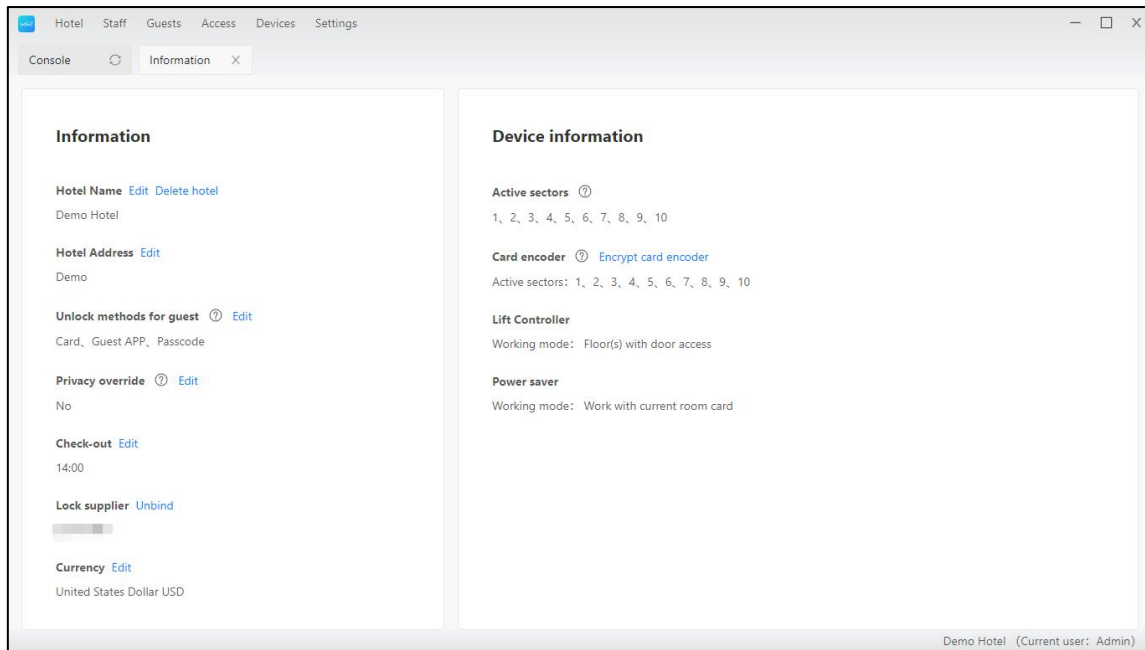 Hotel Staff Guests Access Devices Settings
Console Information
Information
Hotel Name Edit Delete hotel
Demo Hotel
Hotel Address Edit
Demo
Unlock methods for guest ? Edit
Card、Guest APP、Passcode
Privacy override ? Edit
No
Check-out Edit
14:00
Lock supplier Unbind
Currency Edit
United States Dollar USD
Device information
Active sectors ?
1、2、3、4、5、6、7、8、9、10
Card encoder ? Encrypt card encoder
Active sectors：1、2、3、4、5、6、7、8、9、10
Lift Controller
Working mode： Floor(s) with door access
Power saver
Working mode： Work with current room card
Demo Hotel （Current user：Admin）